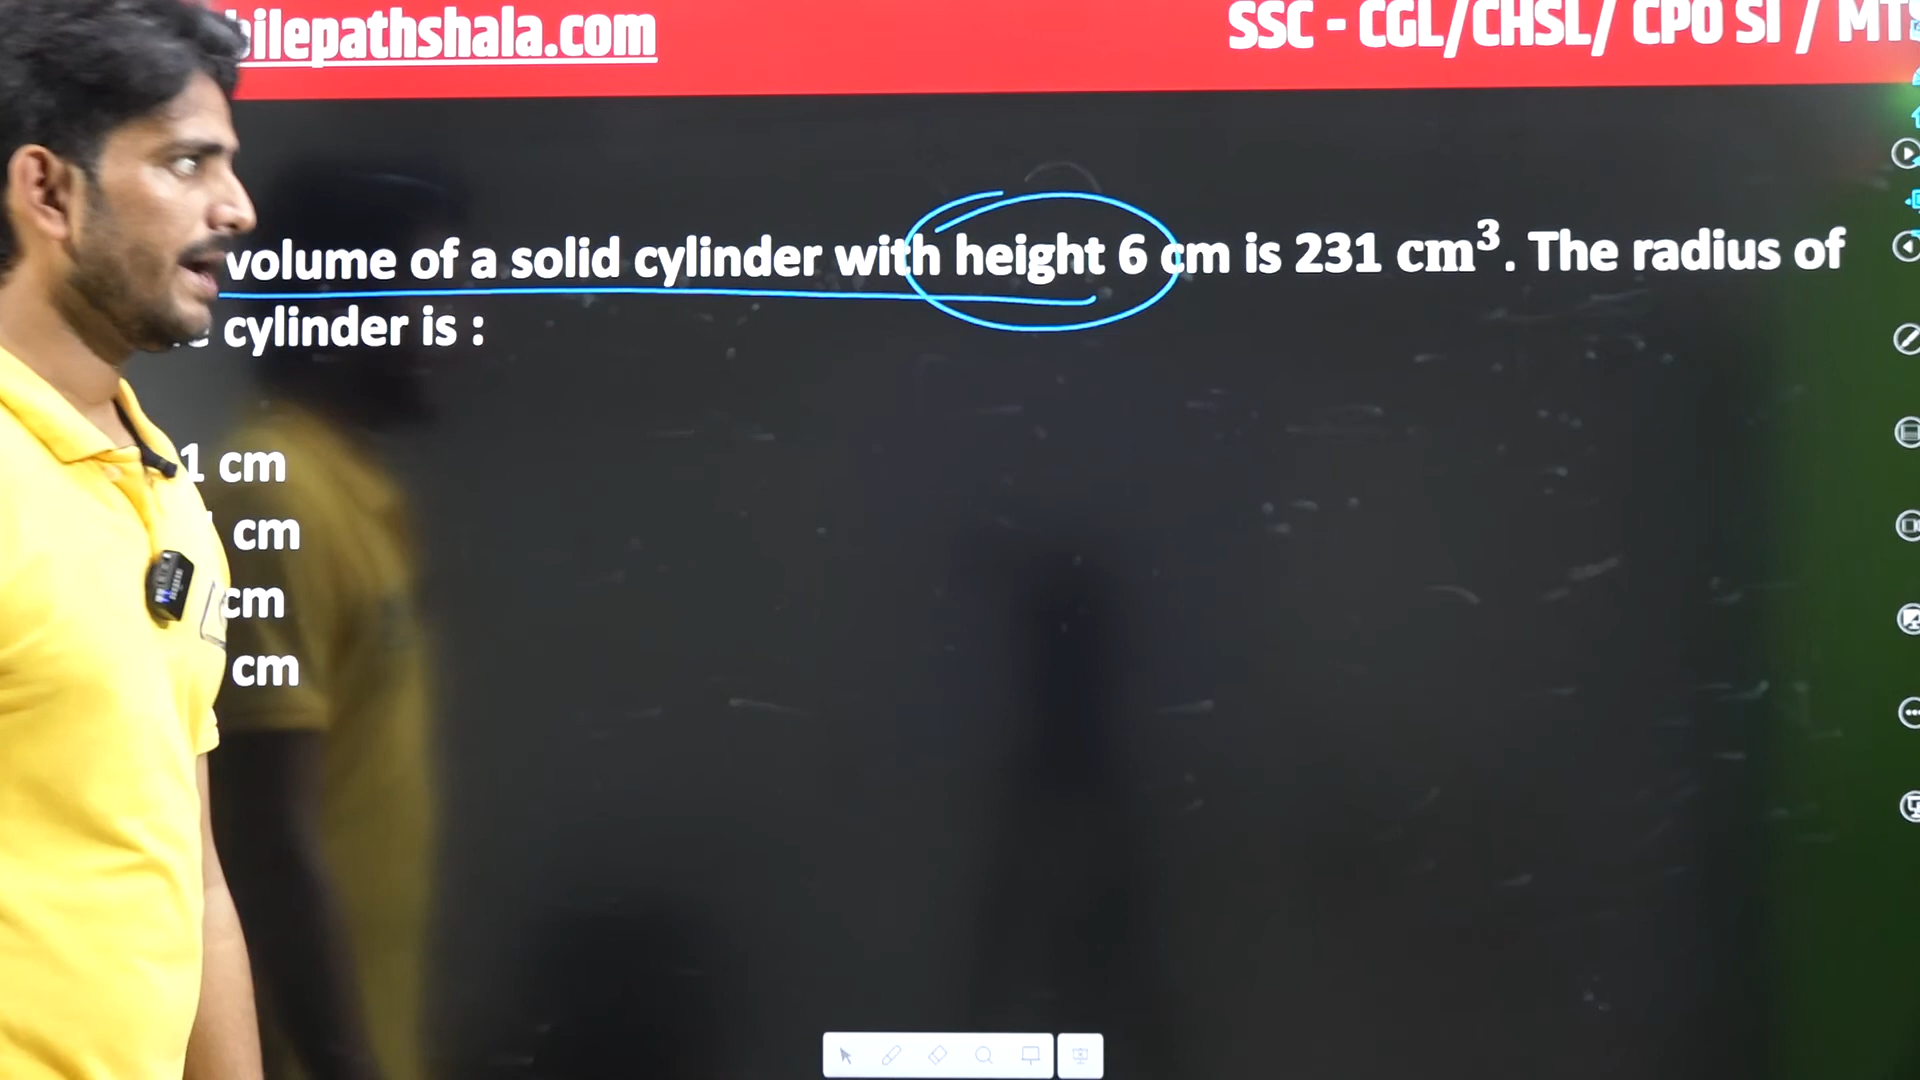 bilepathshala.com
SSC - CGL/CHSL/ CPO SI / MTS
volume of a solid cylinder with height 6 cm is 231 cm³. The radius of
cylinder is :
1 cm
cm
cm
cm